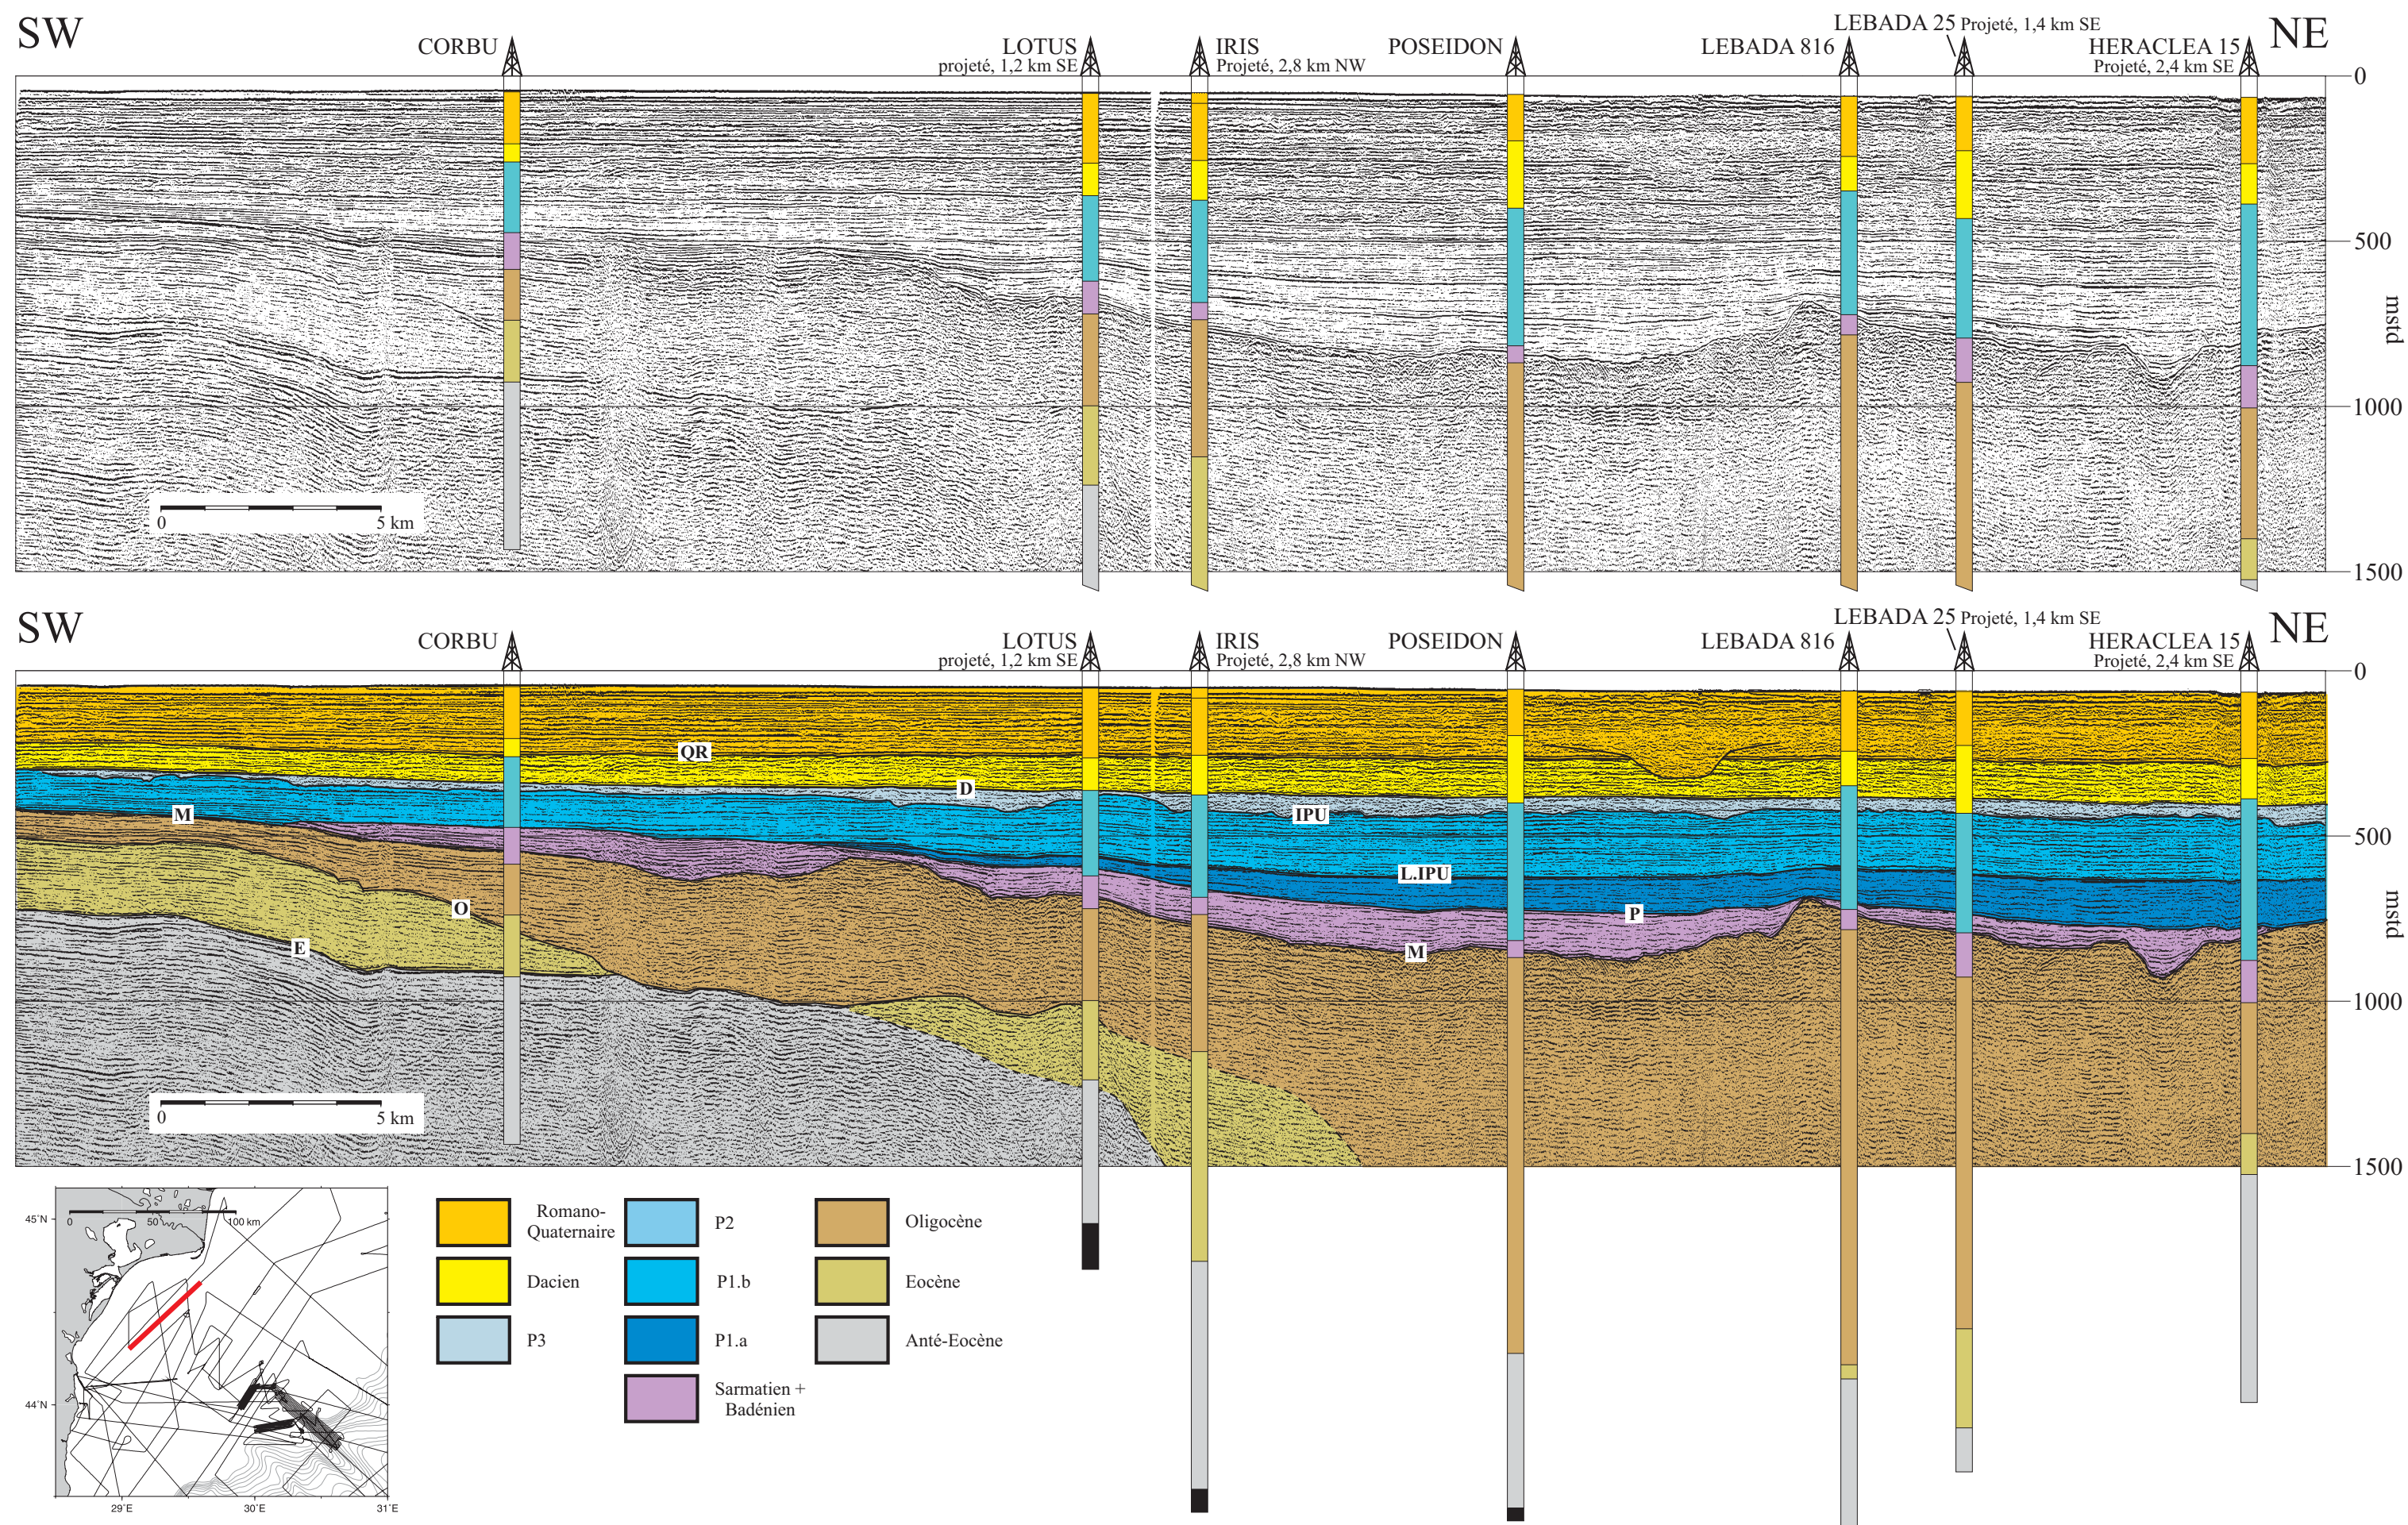 SW
CORBU
LOTUS
projeté, 1,2 km SE
IRIS
Projeté, 2,8 km NW
POSEIDON
LEBADA 816
LEBADA 25 Projeté, 1,4 km SE
HERACLEA 15
Projeté, 2,4 km SE
NE
0
500
mstd
1000
1500
0
5 km
SW
CORBU
LOTUS
projeté, 1,2 km SE
IRIS
Projeté, 2,8 km NW
POSEIDON
LEBADA 816
LEBADA 25 Projeté, 1,4 km SE
HERACLEA 15
Projeté, 2,4 km SE
NE
0
QR
D
M
IPU
500
L.IPU
O
P
mstd
E
M
1000
0
5 km
1500
45°N
0
50
100 km
44°N
29°E
30°E
31°E
Romano-
Quaternaire
Dacien
P3
P2
P1.b
P1.a
Sarmatien +
Badénien
Oligocène
Eocène
Anté-Eocène